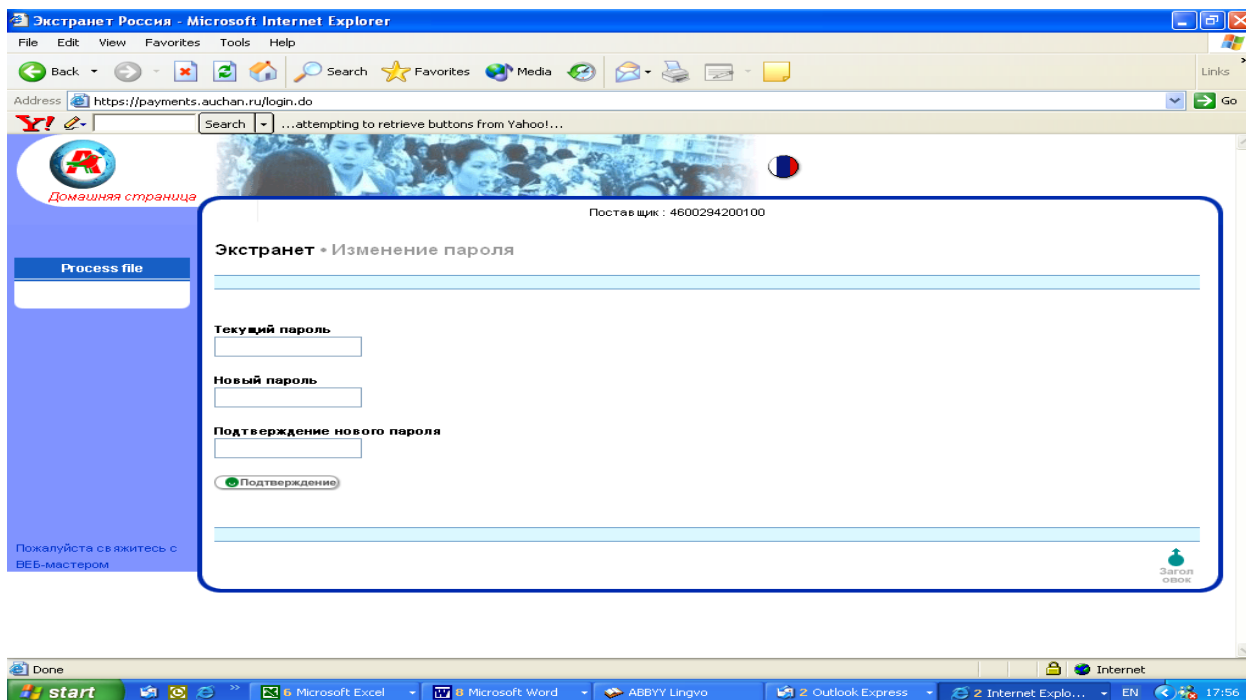 Экстранет Россия - Microsoft Internet Explorer
File Edit View Favorites Tools Help
Back Search Favorites Media Links
Address https://payments.auchan.ru/login.do Go
Y! Search ...attempting to retrieve buttons from Yahoo!...
Домашняя страница
Поставщик : 4600294200100
Экстранет • Изменение пароля
Process file
Текущий пароль
Новый пароль
Подтверждение нового пароля
Подтверждение
Пожалуйста свяжитесь с
ВЕБ-мастером
Загол
овок
Done Internet
start 6 Microsoft Excel 8 Microsoft Word ABBYY Lingvo 2 Outlook Express 2 Internet Explo... EN 17:56